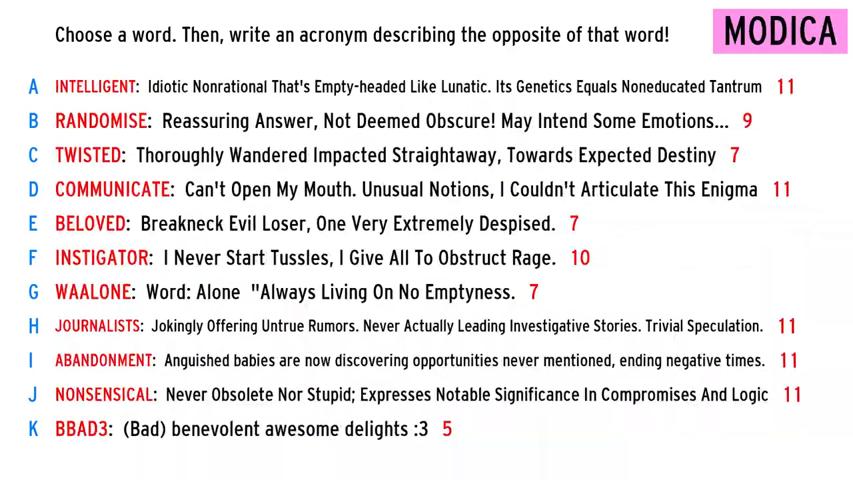 Choose a word. Then, write an acronym describing the opposite of that word!
MODICA
A INTELLIGENT: Idiotic Nonrational That's Empty-headed Like Lunatic. Its Genetics Equals Noneducated Tantrum 11
B RANDOMISE: Reassuring Answer, Not Deemed Obscure! May Intend Some Emotions... 9
C TWISTED: Thoroughly Wandered Impacted Straightaway, Towards Expected Destiny 7
D COMMUNICATE: Can't Open My Mouth. Unusual Notions, I Couldn't Articulate This Enigma 11
E BELOVED: Breakneck Evil Loser, One Very Extremely Despised. 7
F INSTIGATOR: I Never Start Tussles, I Give All To Obstruct Rage. 10
G WAALONE: Word: Alone "Always Living On No Emptyness. 7
H JOURNALISTS: Jokingly Offering Untrue Rumors. Never Actually Leading Investigative Stories. Trivial Speculation. 11
I ABANDONMENT: Anguished babies are now discovering opportunities never mentioned, ending negative times. 11
J NONSENSICAL: Never Obsolete Nor Stupid; Expresses Notable Significance In Compromises And Logic 11
K BBAD3: (Bad) benevolent awesome delights :3 5